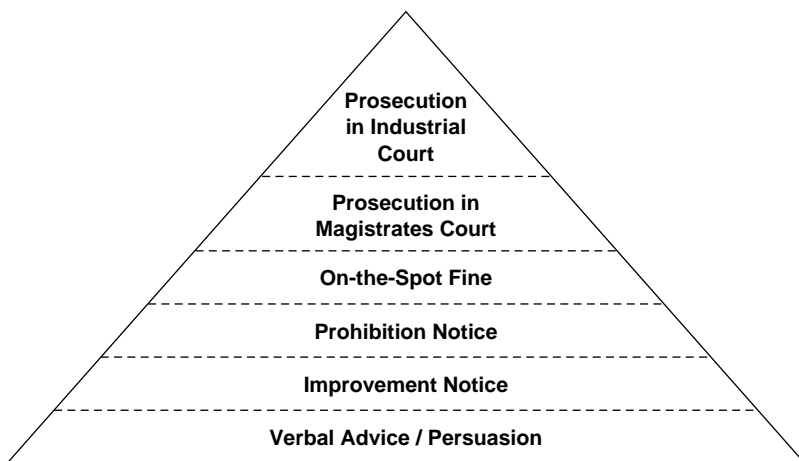 Prosecution
in Industrial
Court
Prosecution in
Magistrates Court
On-the-Spot Fine
Prohibition Notice
Improvement Notice
Verbal Advice / Persuasion